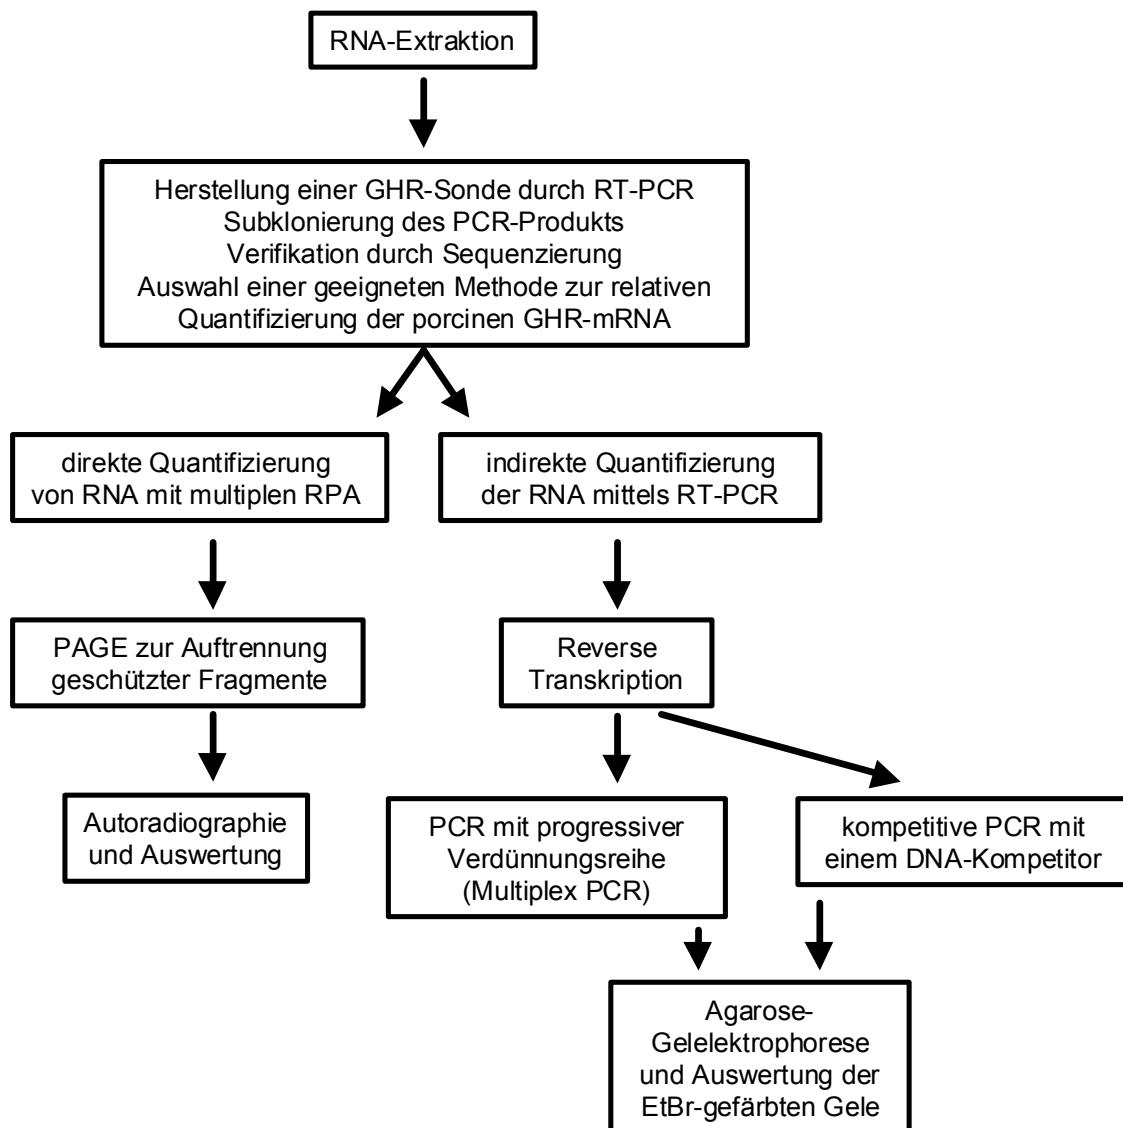 RNA-Extraktion
Herstellung einer GHR-Sonde durch RT-PCR
Subklonierung des PCR-Produkts
Verifikation durch Sequenzierung
Auswahl einer geeigneten Methode zur relativen
Quantifizierung der porcinen GHR-mRNA
direkte Quantifizierung
von RNA mit multiplen RPA
indirekte Quantifizierung
der RNA mittels RT-PCR
PAGE zur Auftrennung
geschützter Fragmente
Reverse
Transkription
Autoradiographie
und Auswertung
PCR mit progressiver
Verdünnungsreihe
(Multiplex PCR)
kompetitive PCR mit
einem DNA-Kompetitor
Agarose-
Gelelektrophorese
und Auswertung der
EtBr-gefärbten Gele